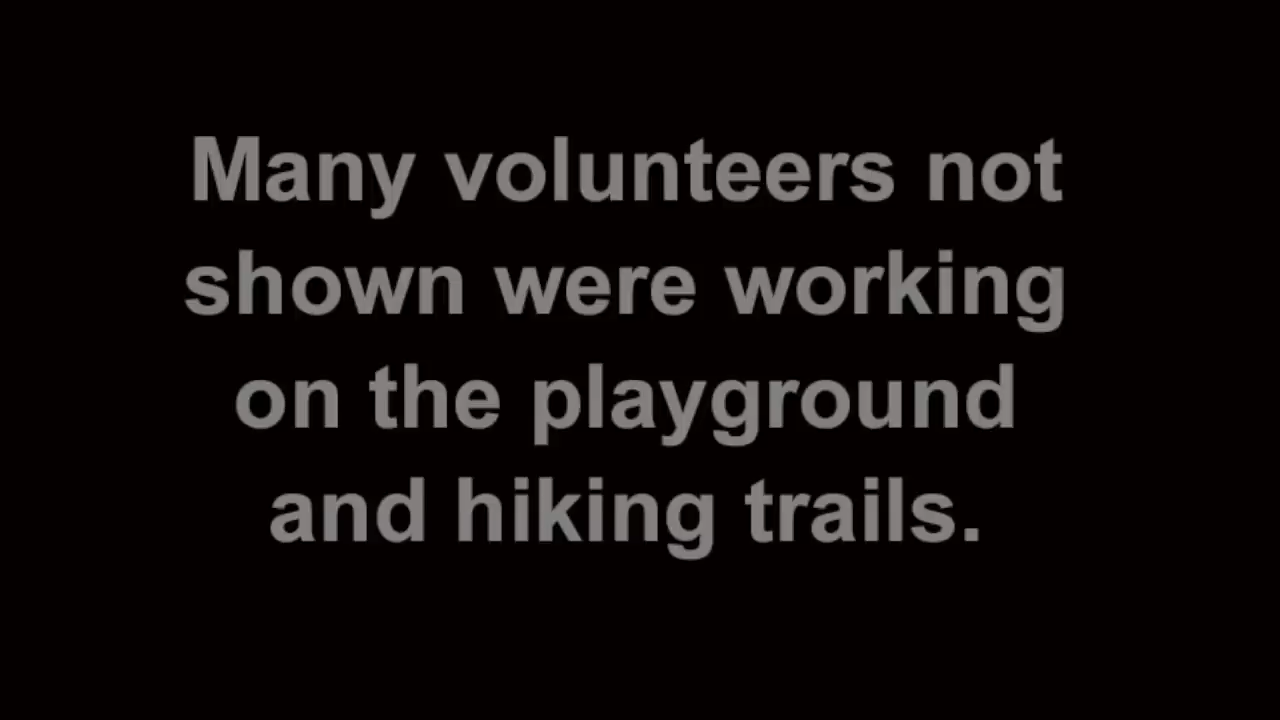 Many volunteers not
shown were working
on the playground
and hiking trails.